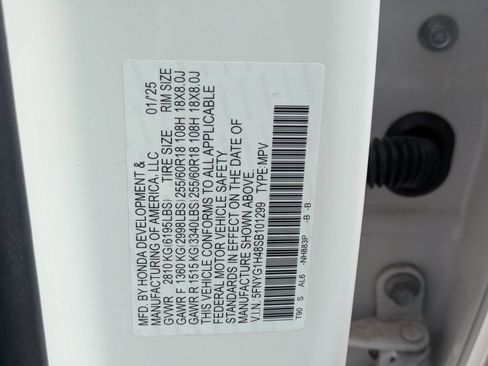 MFD. BY HONDA DEVELOPMENT &
MANUFACTURING OF AMERICA, LLC 01/'25
GVWR 2810 KG(6195LBS) TIRE SIZE RIM SIZE
GAWR F 1360KG(2998LBS)255/60R18 108H 18X8.0J
GAWR R 1515KG(3340LBS)255/60R18 108H 18X8.0J
THIS VEHICLE CONFORMS TO ALL APPLICABLE
FEDERAL MOTOR VEHICLE SAFETY
STANDARDS IN EFFECT ON THE DATE OF
MANUFACTURE SHOWN ABOVE.
V.I.N: 5FNYG1H48SB101299 TYPE: MPV
T90 S AL6 -NH883P -B -B